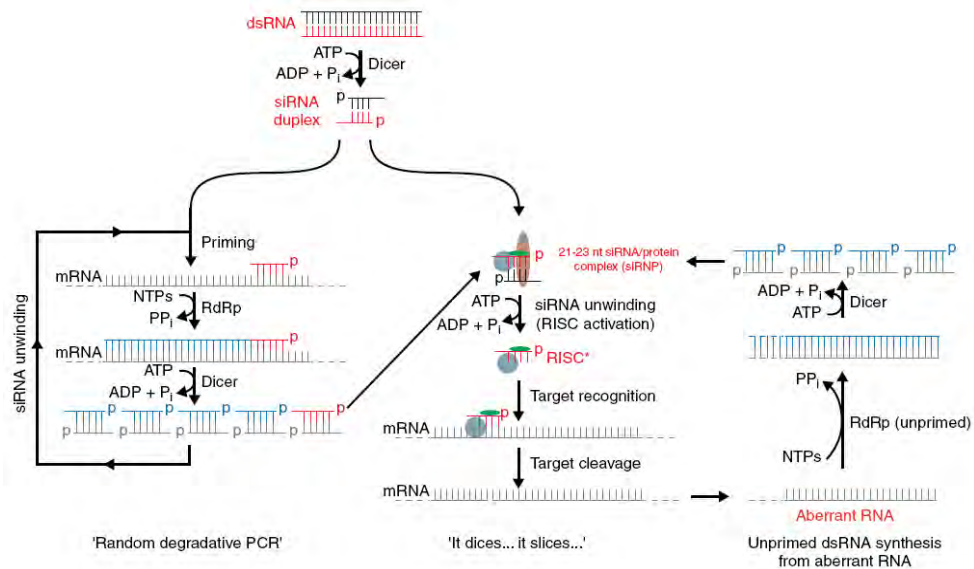 dsRNA
ATP
ADP + Pi
Dicer
p
siRNA
duplex
p
siRNA unwinding
Priming
p
mRNA
NTPs
PPi
RdRp
p
mRNA
ATP
ADP + Pi
Dicer
p p p p p
p p p p p
'Random degradative PCR'
p
p
21-23 nt siRNA/protein
complex (siRNP)
ATP
ADP + Pi
siRNA unwinding
(RISC activation)
p
RISC*
Target recognition
p
mRNA
Target cleavage
mRNA
'It dices... it slices...'
p p p p
p p p p
ADP + Pi
ATP
Dicer
PPi
RdRp (unprimed)
NTPs
Aberrant RNA
Unprimed dsRNA synthesis
from aberrant RNA